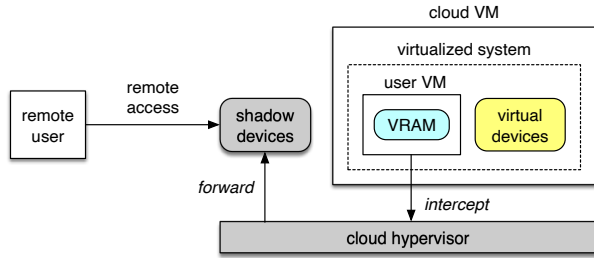 cloud VM
virtualized system
user VM
remote
access
remote
user
shadow
devices
VRAM
virtual
devices
forward
intercept
cloud hypervisor